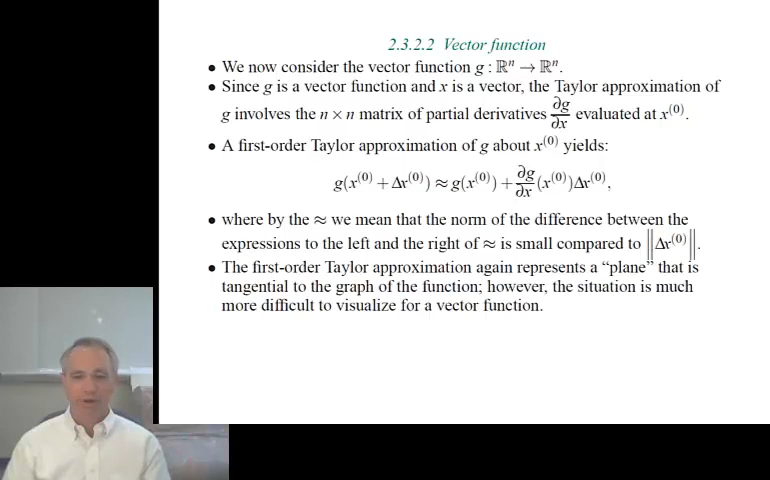 2.3.2.2 Vector function
• We now consider the vector function g : ℝⁿ → ℝⁿ.
• Since g is a vector function and x is a vector, the Taylor approximation of
g involves the n × n matrix of partial derivatives ∂g/∂x evaluated at x⁽⁰⁾.
• A first-order Taylor approximation of g about x⁽⁰⁾ yields:
g(x⁽⁰⁾ + Δx⁽⁰⁾) ≈ g(x⁽⁰⁾) + ∂g/∂x (x⁽⁰⁾)Δx⁽⁰⁾,
• where by the ≈ we mean that the norm of the difference between the
expressions to the left and the right of ≈ is small compared to ‖Δx⁽⁰⁾‖.
• The first-order Taylor approximation again represents a “plane” that is
tangential to the graph of the function; however, the situation is much
more difficult to visualize for a vector function.